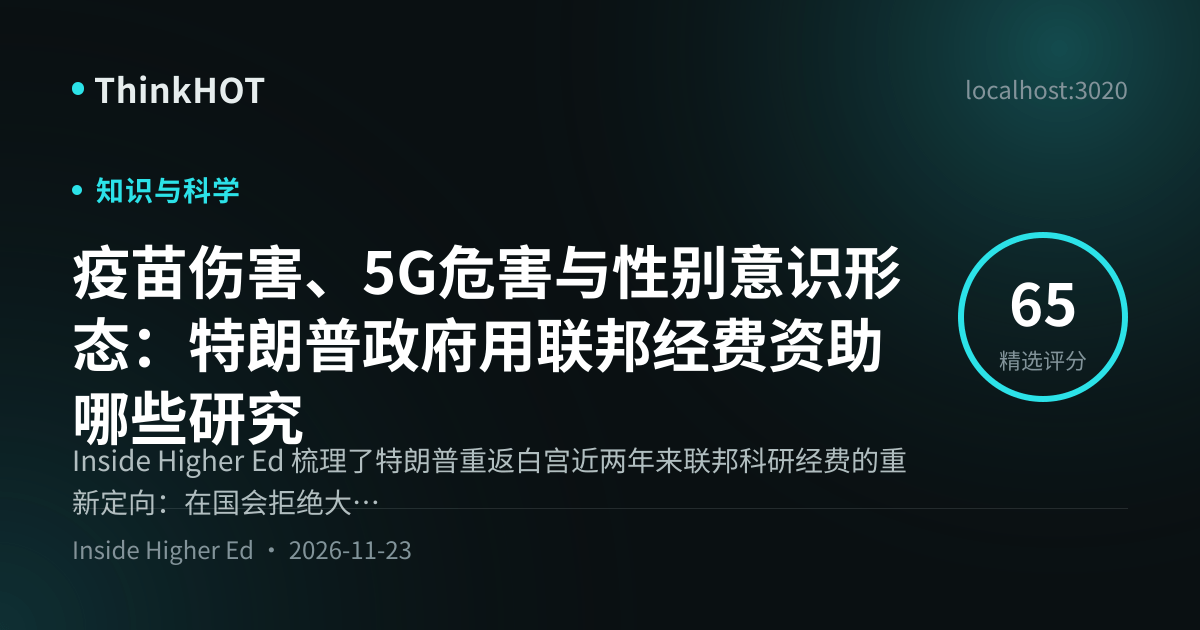 ThinkHOT
localhost:3020
知识与科学
疫苗伤害、5G危害与性别意识形
态：特朗普政府用联邦经费资助
哪些研究
65
精选评分
Inside Higher Ed 梳理了特朗普重返白宫近两年来联邦科研经费的重
新定向：在国会拒绝大…
Inside Higher Ed · 2026-11-23